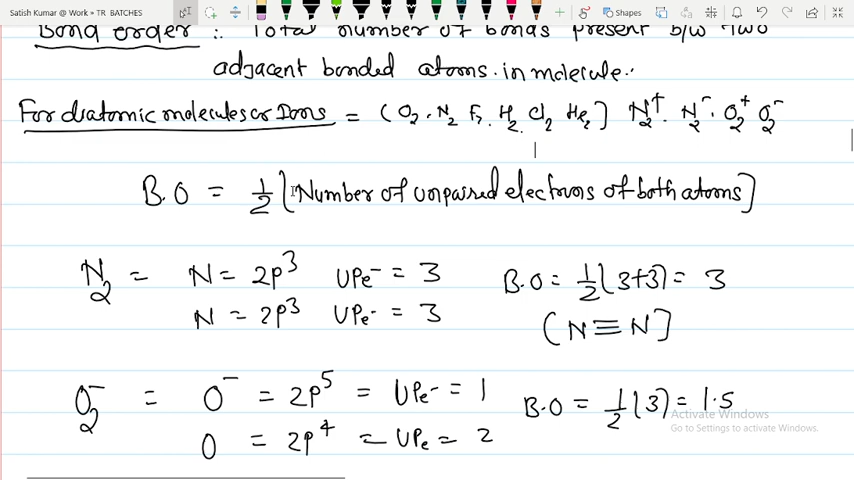 Satish Kumar @ Work » TR BATCHES
Shapes
Bond order : Total number of bonds present b/w two
adjacent bonded atoms in molecule.
For diatomic molecules or Ions = (O₂, N₂ F₂, H₂, Cl₂ He₂) N₂⁺, N₂⁻, O₂⁺ O₂⁻
B.O = 1/2 (Number of unpaired electrons of both atoms)
N₂ = N = 2p³ UPe⁻ = 3 B.O = 1/2 (3+3) = 3
N = 2p³ UPe⁻ = 3 (N≡N)
O₂⁻ = O⁻ = 2p⁵ = UPe⁻ = 1 B.O = 1/2 (3) = 1.5
O = 2p⁴ = UPe = 2
Activate Windows
Go to Settings to activate Windows.